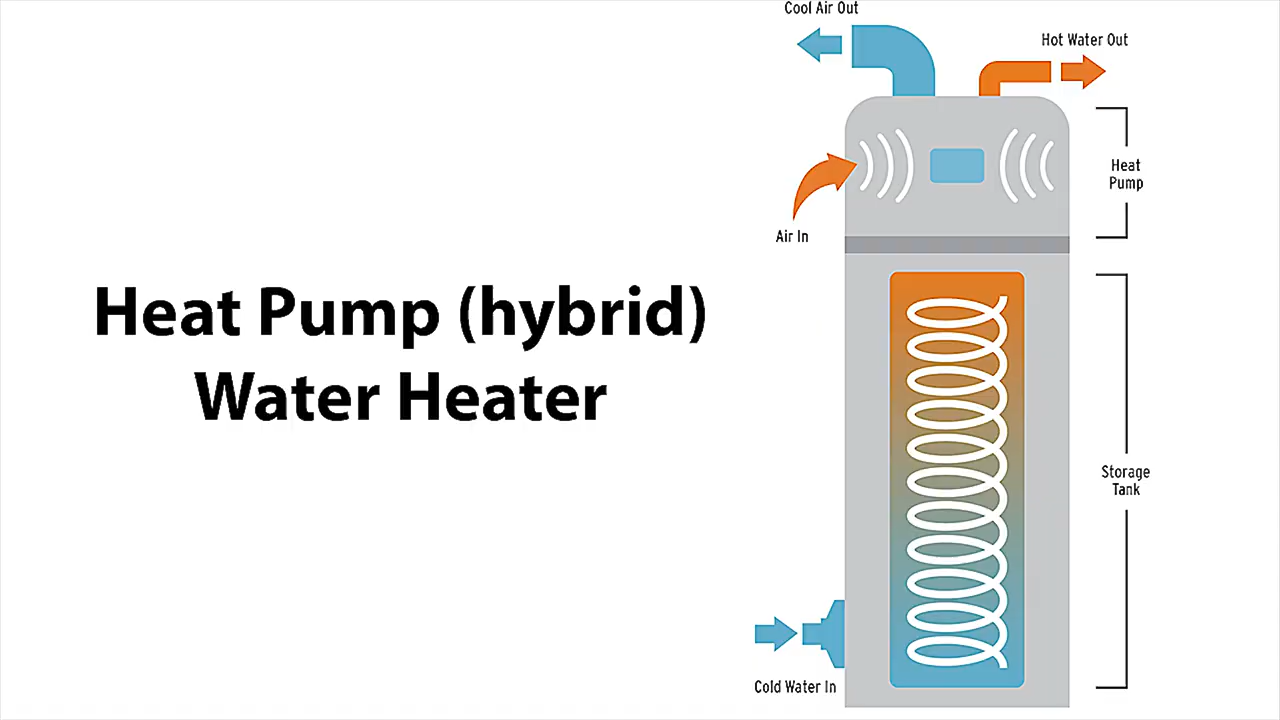 Heat Pump (hybrid)
Water Heater
Cool Air Out
Hot Water Out
Heat
Pump
Air In
Storage
Tank
Cold Water In